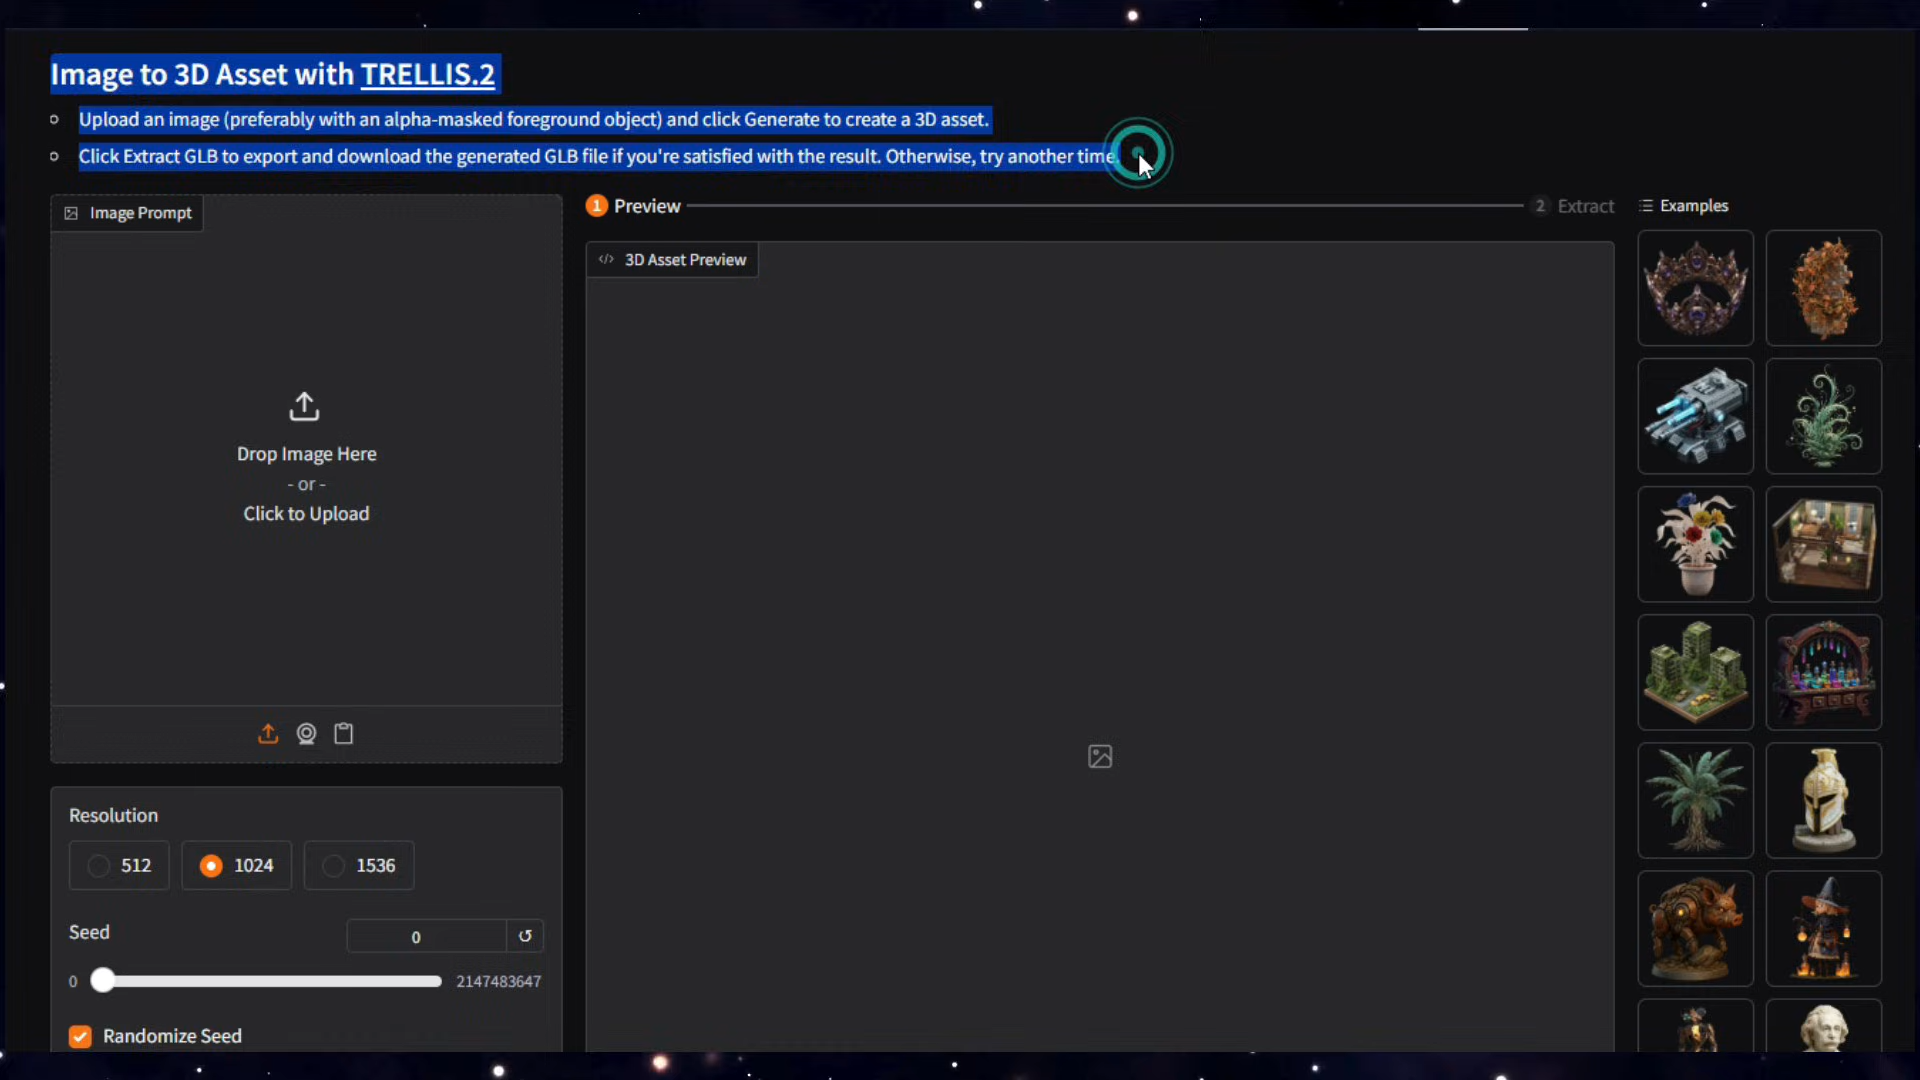 Image to 3D Asset with TRELLIS.2
Upload an image (preferably with an alpha-masked foreground object) and click Generate to create a 3D asset.
Click Extract GLB to export and download the generated GLB file if you're satisfied with the result. Otherwise, try another time.
Image Prompt
Drop Image Here
- or -
Click to Upload
Resolution
512
1024
1536
Seed
0
0
2147483647
Randomize Seed
1 Preview
2 Extract
3D Asset Preview
Examples